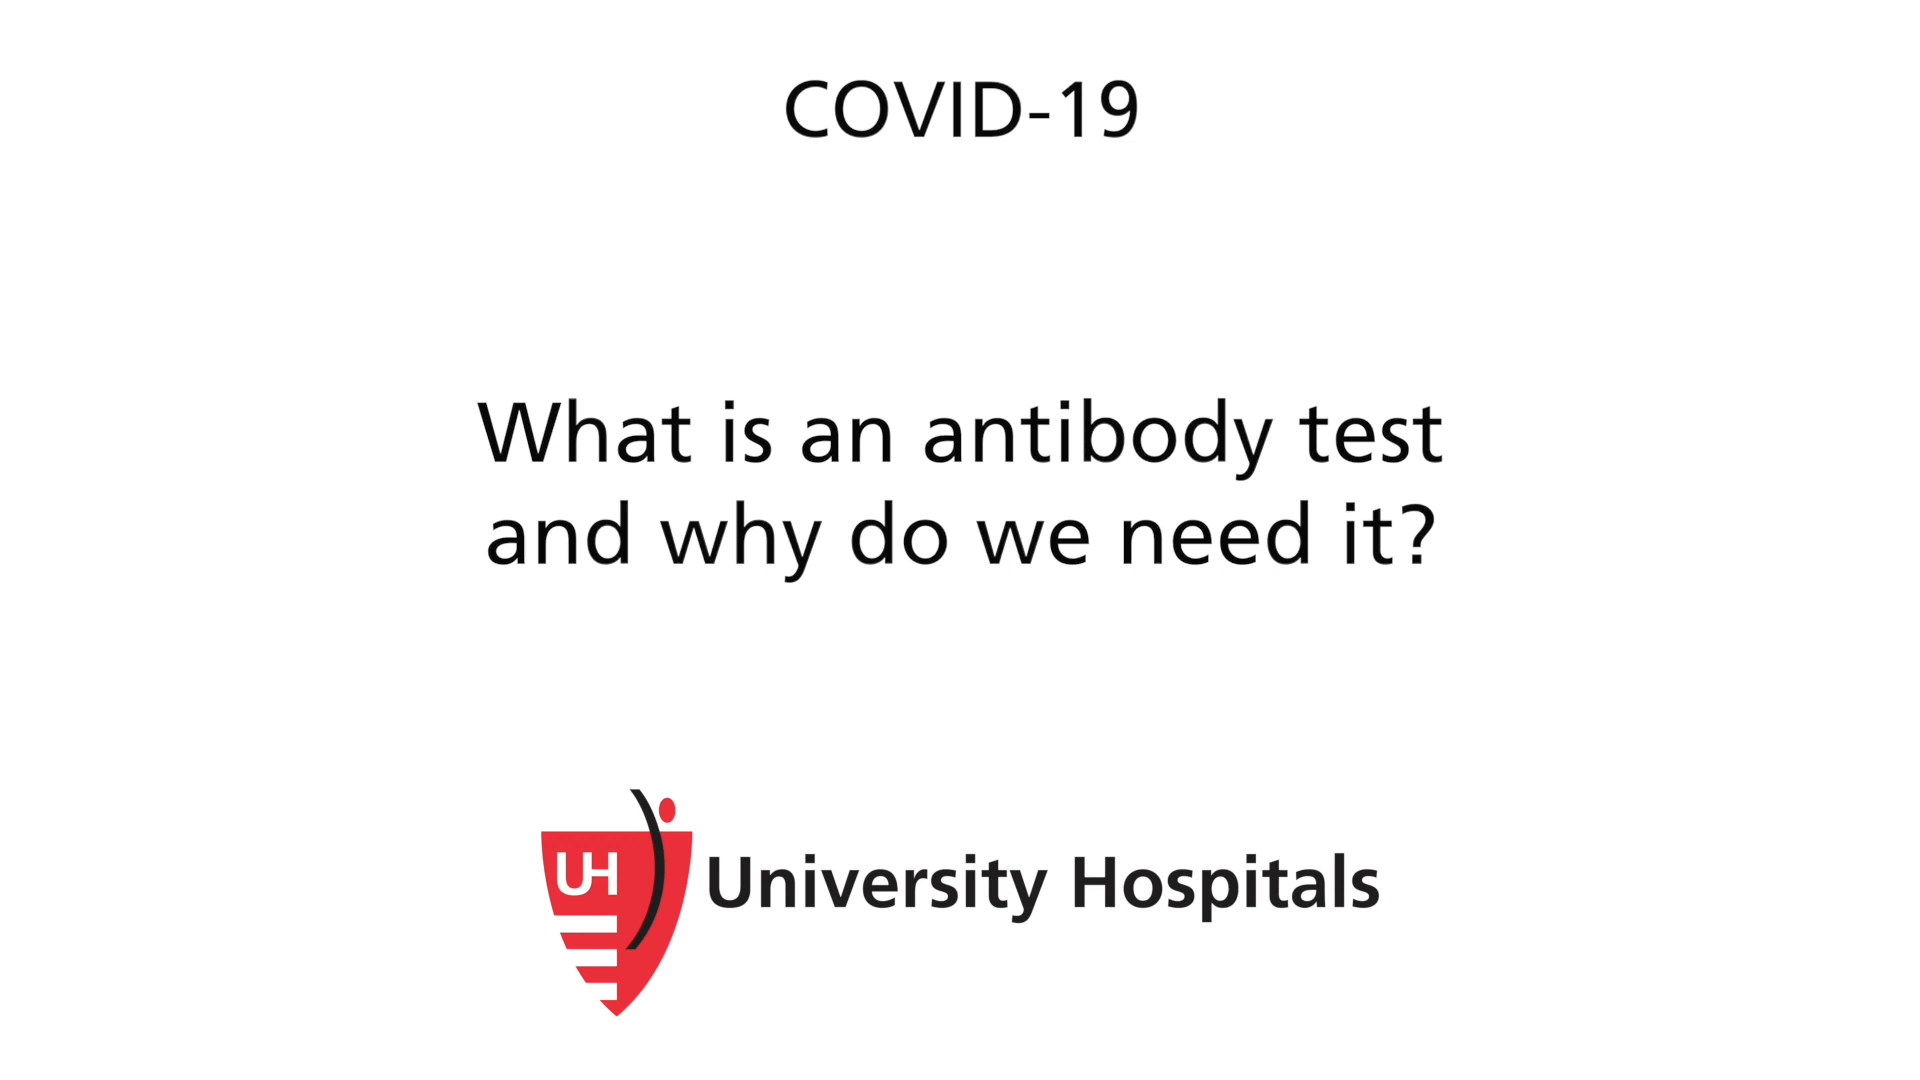 COVID-19
What is an antibody test
and why do we need it?
UH
University Hospitals